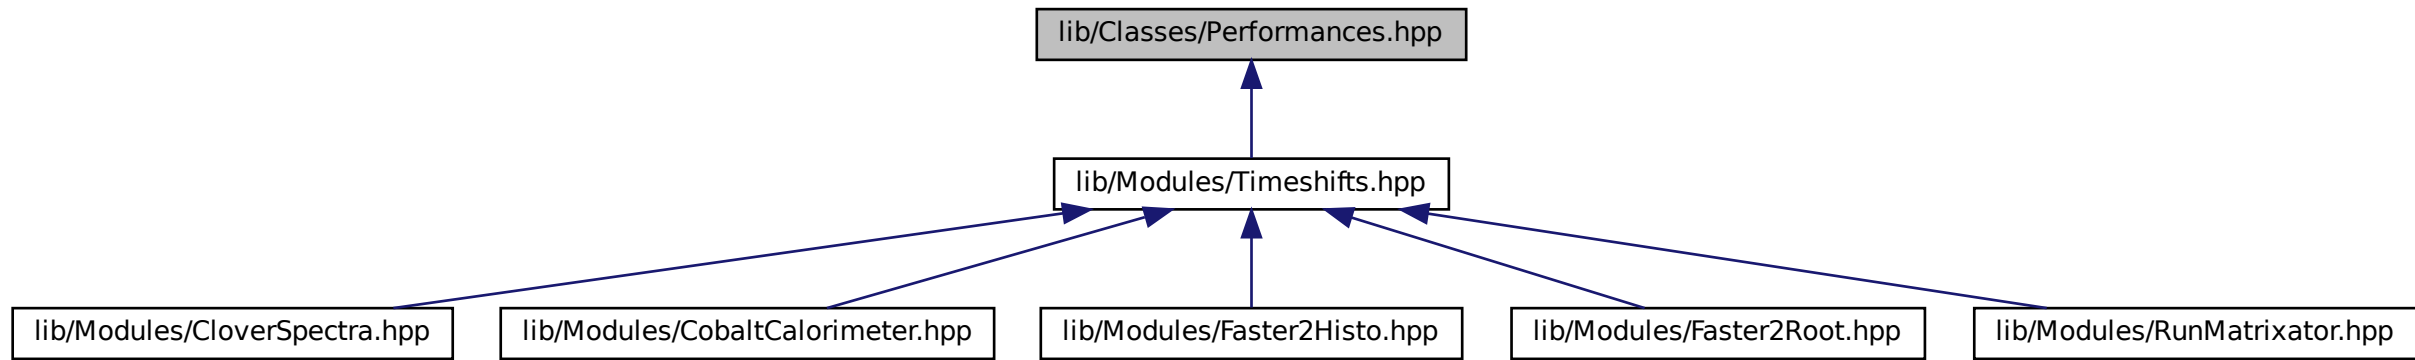 lib/Classes/Performances.hpp
lib/Modules/Timeshifts.hpp
lib/Modules/CloverSpectra.hpp
lib/Modules/CobaltCalorimeter.hpp
lib/Modules/Faster2Histo.hpp
lib/Modules/Faster2Root.hpp
lib/Modules/RunMatrixator.hpp